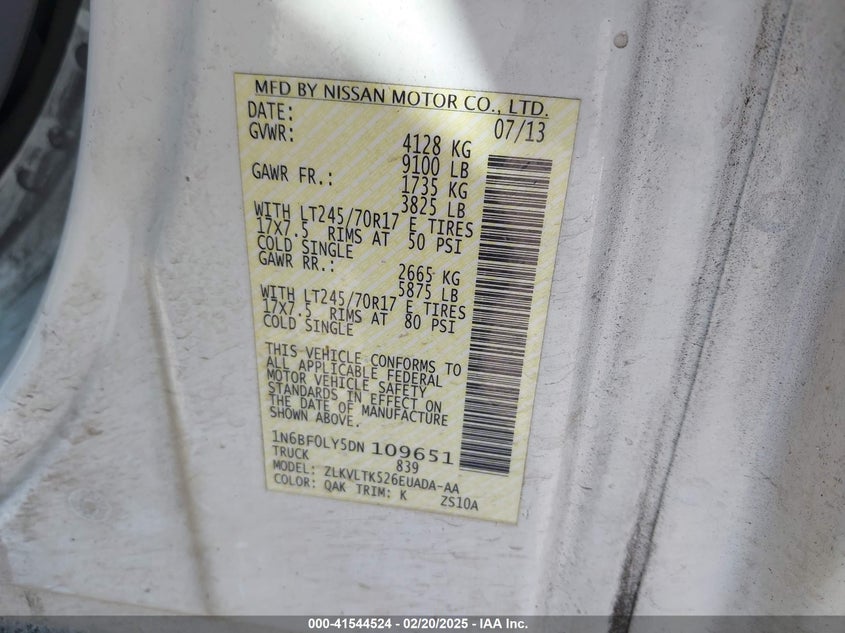 MFD BY NISSAN MOTOR CO., LTD.
DATE: 07/13
GVWR: 4128 KG
9100 LB
GAWR FR.: 1735 KG
3825 LB
WITH LT245/70R17 E TIRES
17X7.5 RIMS AT 50 PSI
COLD SINGLE
GAWR RR.: 2665 KG
5875 LB
WITH LT245/70R17 E TIRES
17X7.5 RIMS AT 80 PSI
COLD SINGLE
THIS VEHICLE CONFORMS TO
ALL APPLICABLE FEDERAL
MOTOR VEHICLE SAFETY
STANDARDS IN EFFECT ON
THE DATE OF MANUFACTURE
SHOWN ABOVE.
1N6BF0LY5DN 109651
TRUCK 839
MODEL: ZLKVLTK526EUADA-AA
COLOR: QAK TRIM: K ZS10A
000-41544524 — 02/20/2025 — IAA Inc.